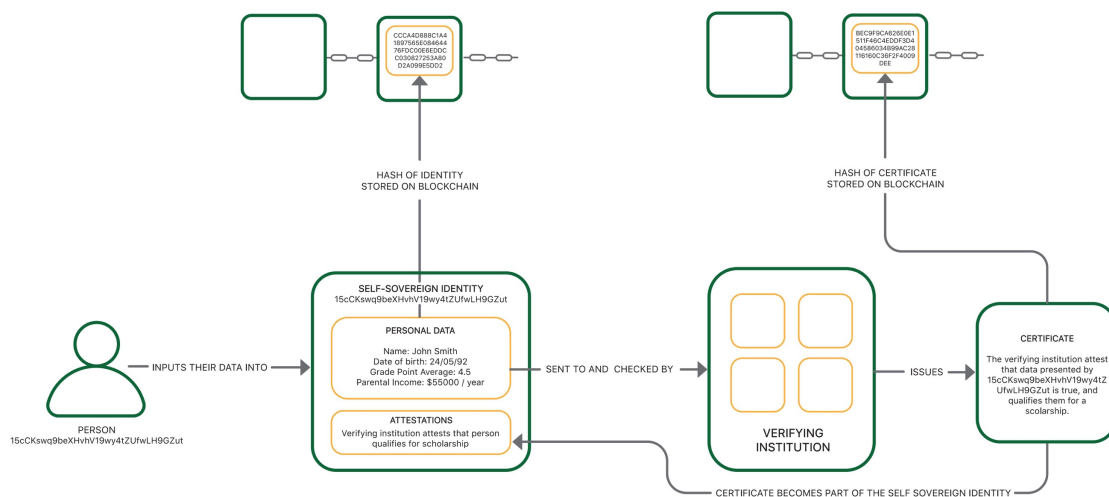 CCCA4D888C1A4
1897565E084644
76FDC00E6EDDC
C030827253A80
D2A099E5DD2
BEC9F9CA626E0E1
511F46C4EDDF3D4
04586034B99AC28
116160C36F2F4009
DEE
HASH OF IDENTITY
STORED ON BLOCKCHAIN
HASH OF CERTIFICATE
STORED ON BLOCKCHAIN
SELF-SOVEREIGN IDENTITY
15cCKswq9beXHvhV19wy4tZUfwLH9GZut
PERSONAL DATA
Name: John Smith
Date of birth: 24/05/92
Grade Point Average: 4.5
Parental Income: $55000 / year
ATTESTATIONS
Verifying institution attests that person
qualifies for scholarship
INPUTS THEIR DATA INTO
PERSON
15cCKswq9beXHvhV19wy4tZUfwLH9GZut
SENT TO AND CHECKED BY
VERIFYING
INSTITUTION
ISSUES
CERTIFICATE
The verifying institution attest
that data presented by
15cCKswq9beXHvhV19wy4tZ
UfwLH9GZut is true, and
qualifies them for a
scolarship.
CERTIFICATE BECOMES PART OF THE SELF SOVEREIGN IDENTITY